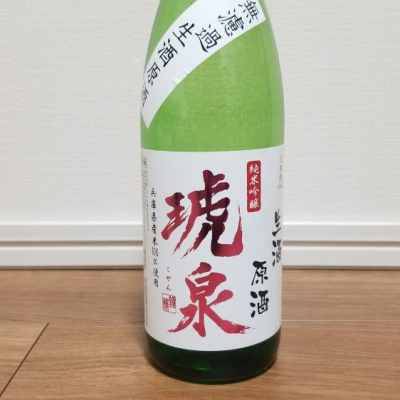 無濾過生酒原酒
生酒
原酒
純米吟醸
琥泉
こせん
兵庫県産米100%使用